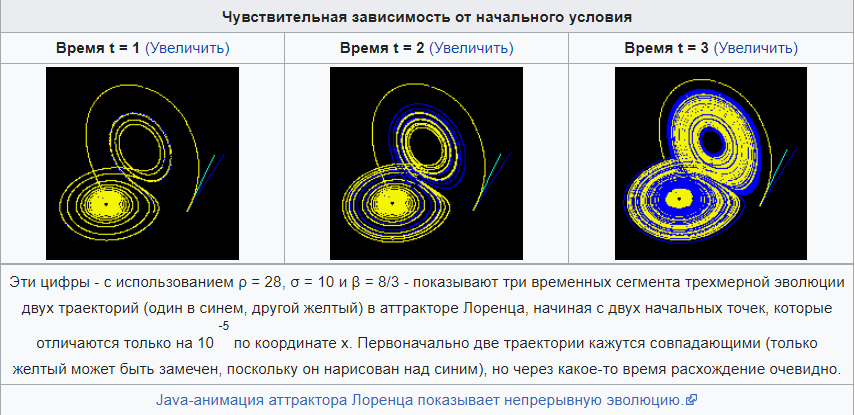 Чувствительная зависимость от начального условия
Время t = 1 (Увеличить)
Время t = 2 (Увеличить)
Время t = 3 (Увеличить)
Эти цифры - с использованием ρ = 28, σ = 10 и β = 8/3 - показывают три временных сегмента трехмерной эволюции
двух траекторий (один в синем, другой желтый) в аттракторе Лоренца, начиная с двух начальных точек, которые
отличаются только на 10 -5 по координате x. Первоначально две траектории кажутся совпадающими (только
желтый может быть замечен, поскольку он нарисован над синим), но через какое-то время расхождение очевидно.
Java-анимация аттрактора Лоренца показывает непрерывную эволюцию.